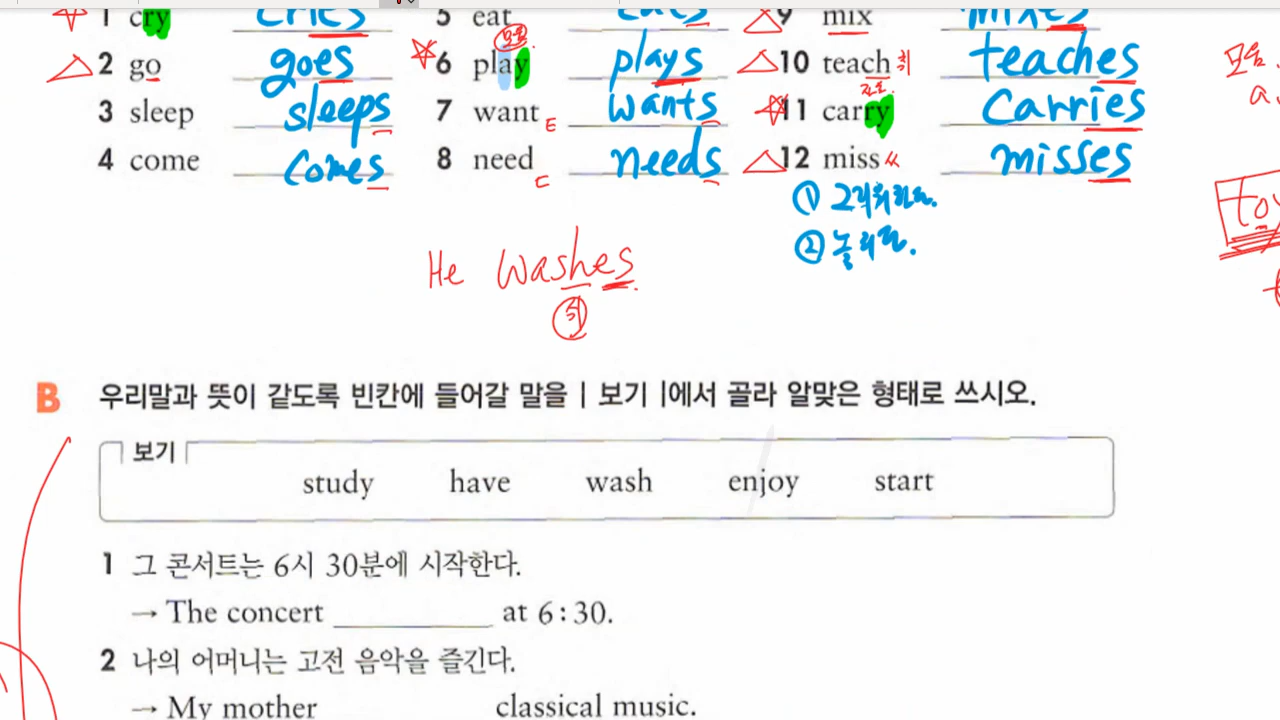 1 cry cries 5 eat eats 9 mix mixes
모음.
2 go goes 6 play plays 10 teach 취 teaches
3 sleep sleeps 7 want ㅌ wants 11 carry carries
4 come comes 8 need ㄷ needs 12 miss ㅆ misses
① 그리워하다.
② 놓치다.
He washes
쉬
B 우리말과 뜻이 같도록 빈칸에 들어갈 말을 | 보기 |에서 골라 알맞은 형태로 쓰시오.
보기
study have wash enjoy start
1 그 콘서트는 6시 30분에 시작한다.
→ The concert __________ at 6:30.
2 나의 어머니는 고전 음악을 즐긴다.
→ My mother classical music.